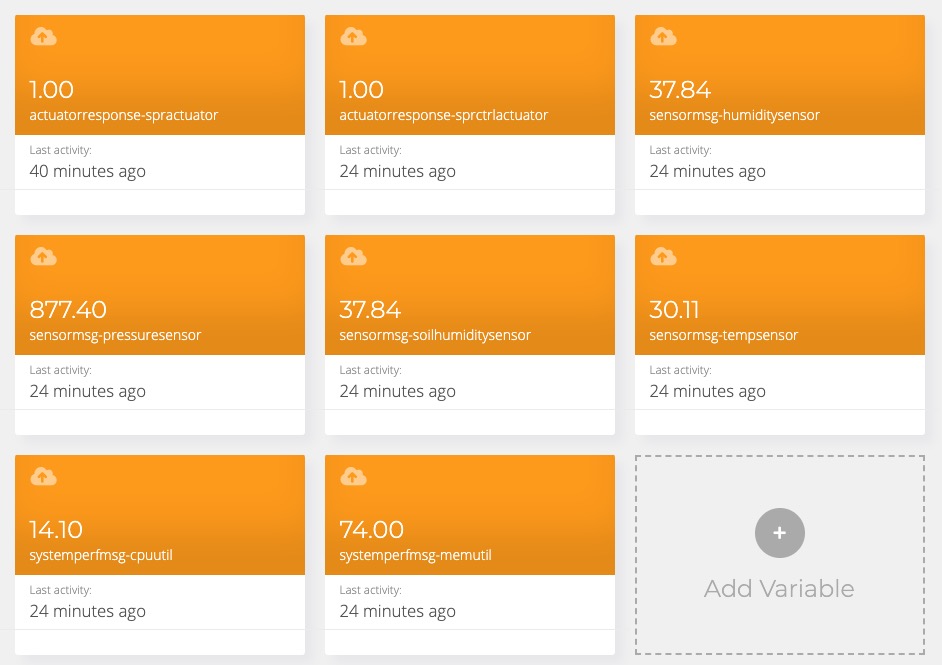 1.00
actuatorresponse-spractuator
Last activity:
40 minutes ago
1.00
actuatorresponse-sprctrlactuator
Last activity:
24 minutes ago
37.84
sensormsg-humiditysensor
Last activity:
24 minutes ago
877.40
sensormsg-pressuresensor
Last activity:
24 minutes ago
37.84
sensormsg-soilhumiditysensor
Last activity:
24 minutes ago
30.11
sensormsg-tempsensor
Last activity:
24 minutes ago
14.10
systemperfmsg-cpuutil
Last activity:
24 minutes ago
74.00
systemperfmsg-memutil
Last activity:
24 minutes ago
Add Variable